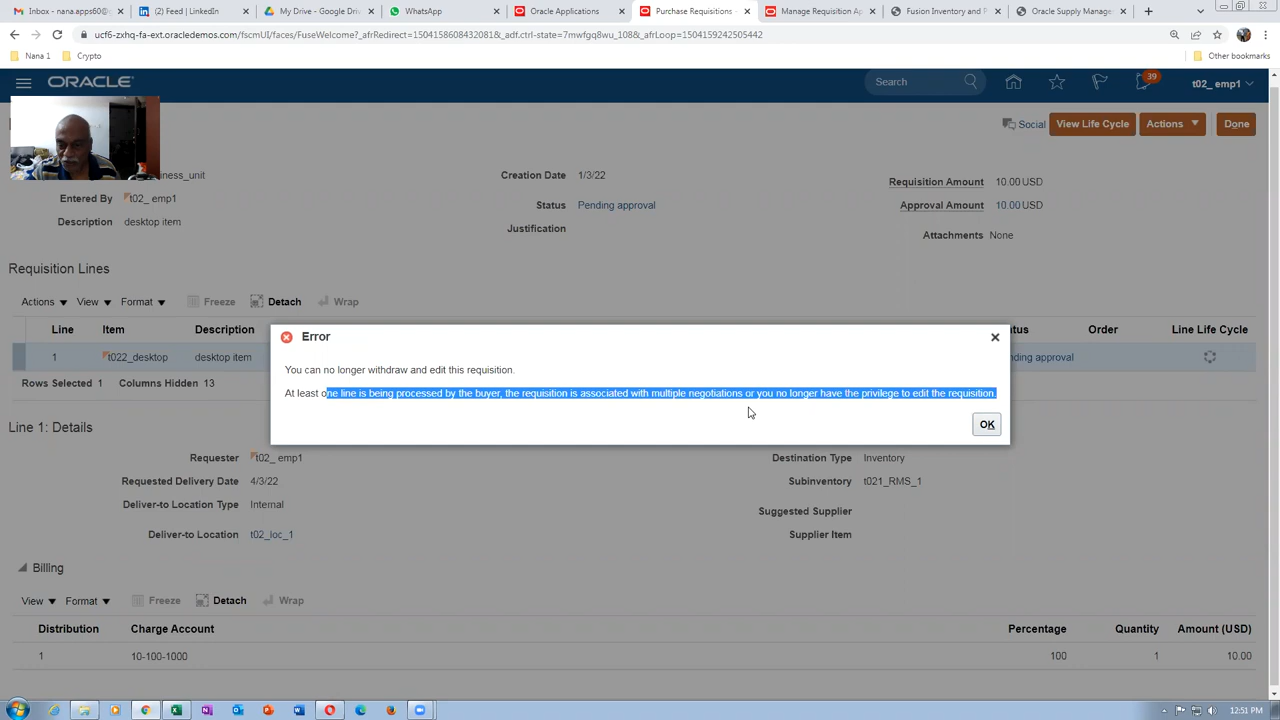 Inbox - nana.apps60@g
(2) Feed | LinkedIn
My Drive - Google Driv
WhatsApp
Oracle Applications
Purchase Requisitions -
Manage Requisition Ap
Fusion Inventory and P
Oracle Supply Manage
ucf6-zxhq-fa-ext.oracledemos.com/fscmUI/faces/FuseWelcome?_afrRedirect=1504158608432081&_adf.ctrl-state=7mwfgq8wu_108&_afrLoop=1504159242505442
Nana 1 Crypto Other bookmarks
ORACLE Search 39 t02_ emp1
Social View Life Cycle Actions Done
iness_unit Creation Date 1/3/22 Requisition Amount 10.00 USD
Entered By t02_ emp1 Status Pending approval Approval Amount 10.00 USD
Description desktop item Justification Attachments None
Requisition Lines
Actions View Format Freeze Detach Wrap
Line Item Description tatus Order Line Life Cycle
1 t022_desktop desktop item nding approval
Rows Selected 1 Columns Hidden 13
Error
You can no longer withdraw and edit this requisition.
At least one line is being processed by the buyer, the requisition is associated with multiple negotiations or you no longer have the privilege to edit the requisition.
OK
Line 1: Details
Requester t02_ emp1 Destination Type Inventory
Requested Delivery Date 4/3/22 Subinventory t021_RMS_1
Deliver-to Location Type Internal Suggested Supplier
Deliver-to Location t02_loc_1 Supplier Item
Billing
View Format Freeze Detach Wrap
Distribution Charge Account Percentage Quantity Amount (USD)
1 10-100-1000 100 1 10.00
12:51 PM